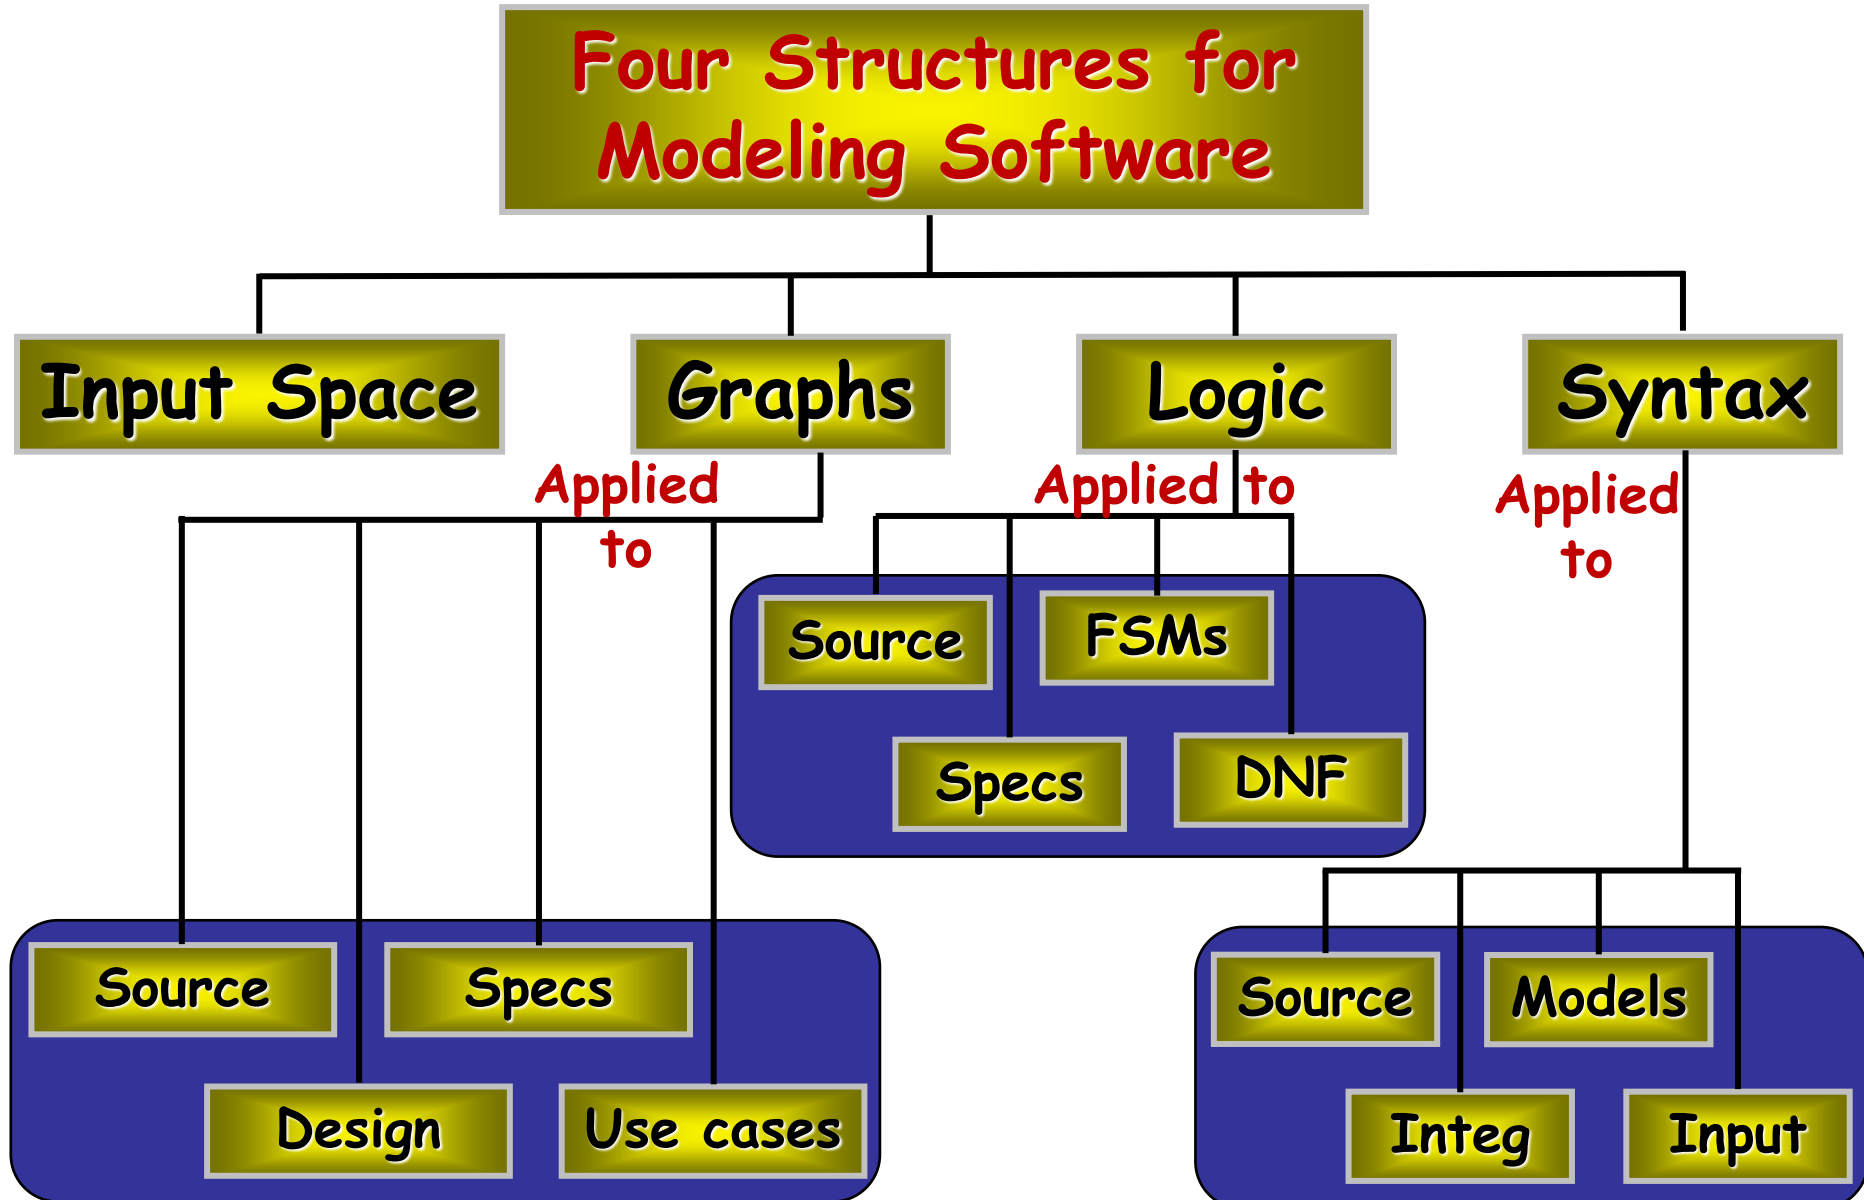 Four Structures for
Modeling Software
Input Space
Graphs
Logic
Syntax
Applied
to
Applied to
Applied
to
Source
FSMs
Specs
DNF
Source
Specs
Design
Use cases
Source
Models
Integ
Input